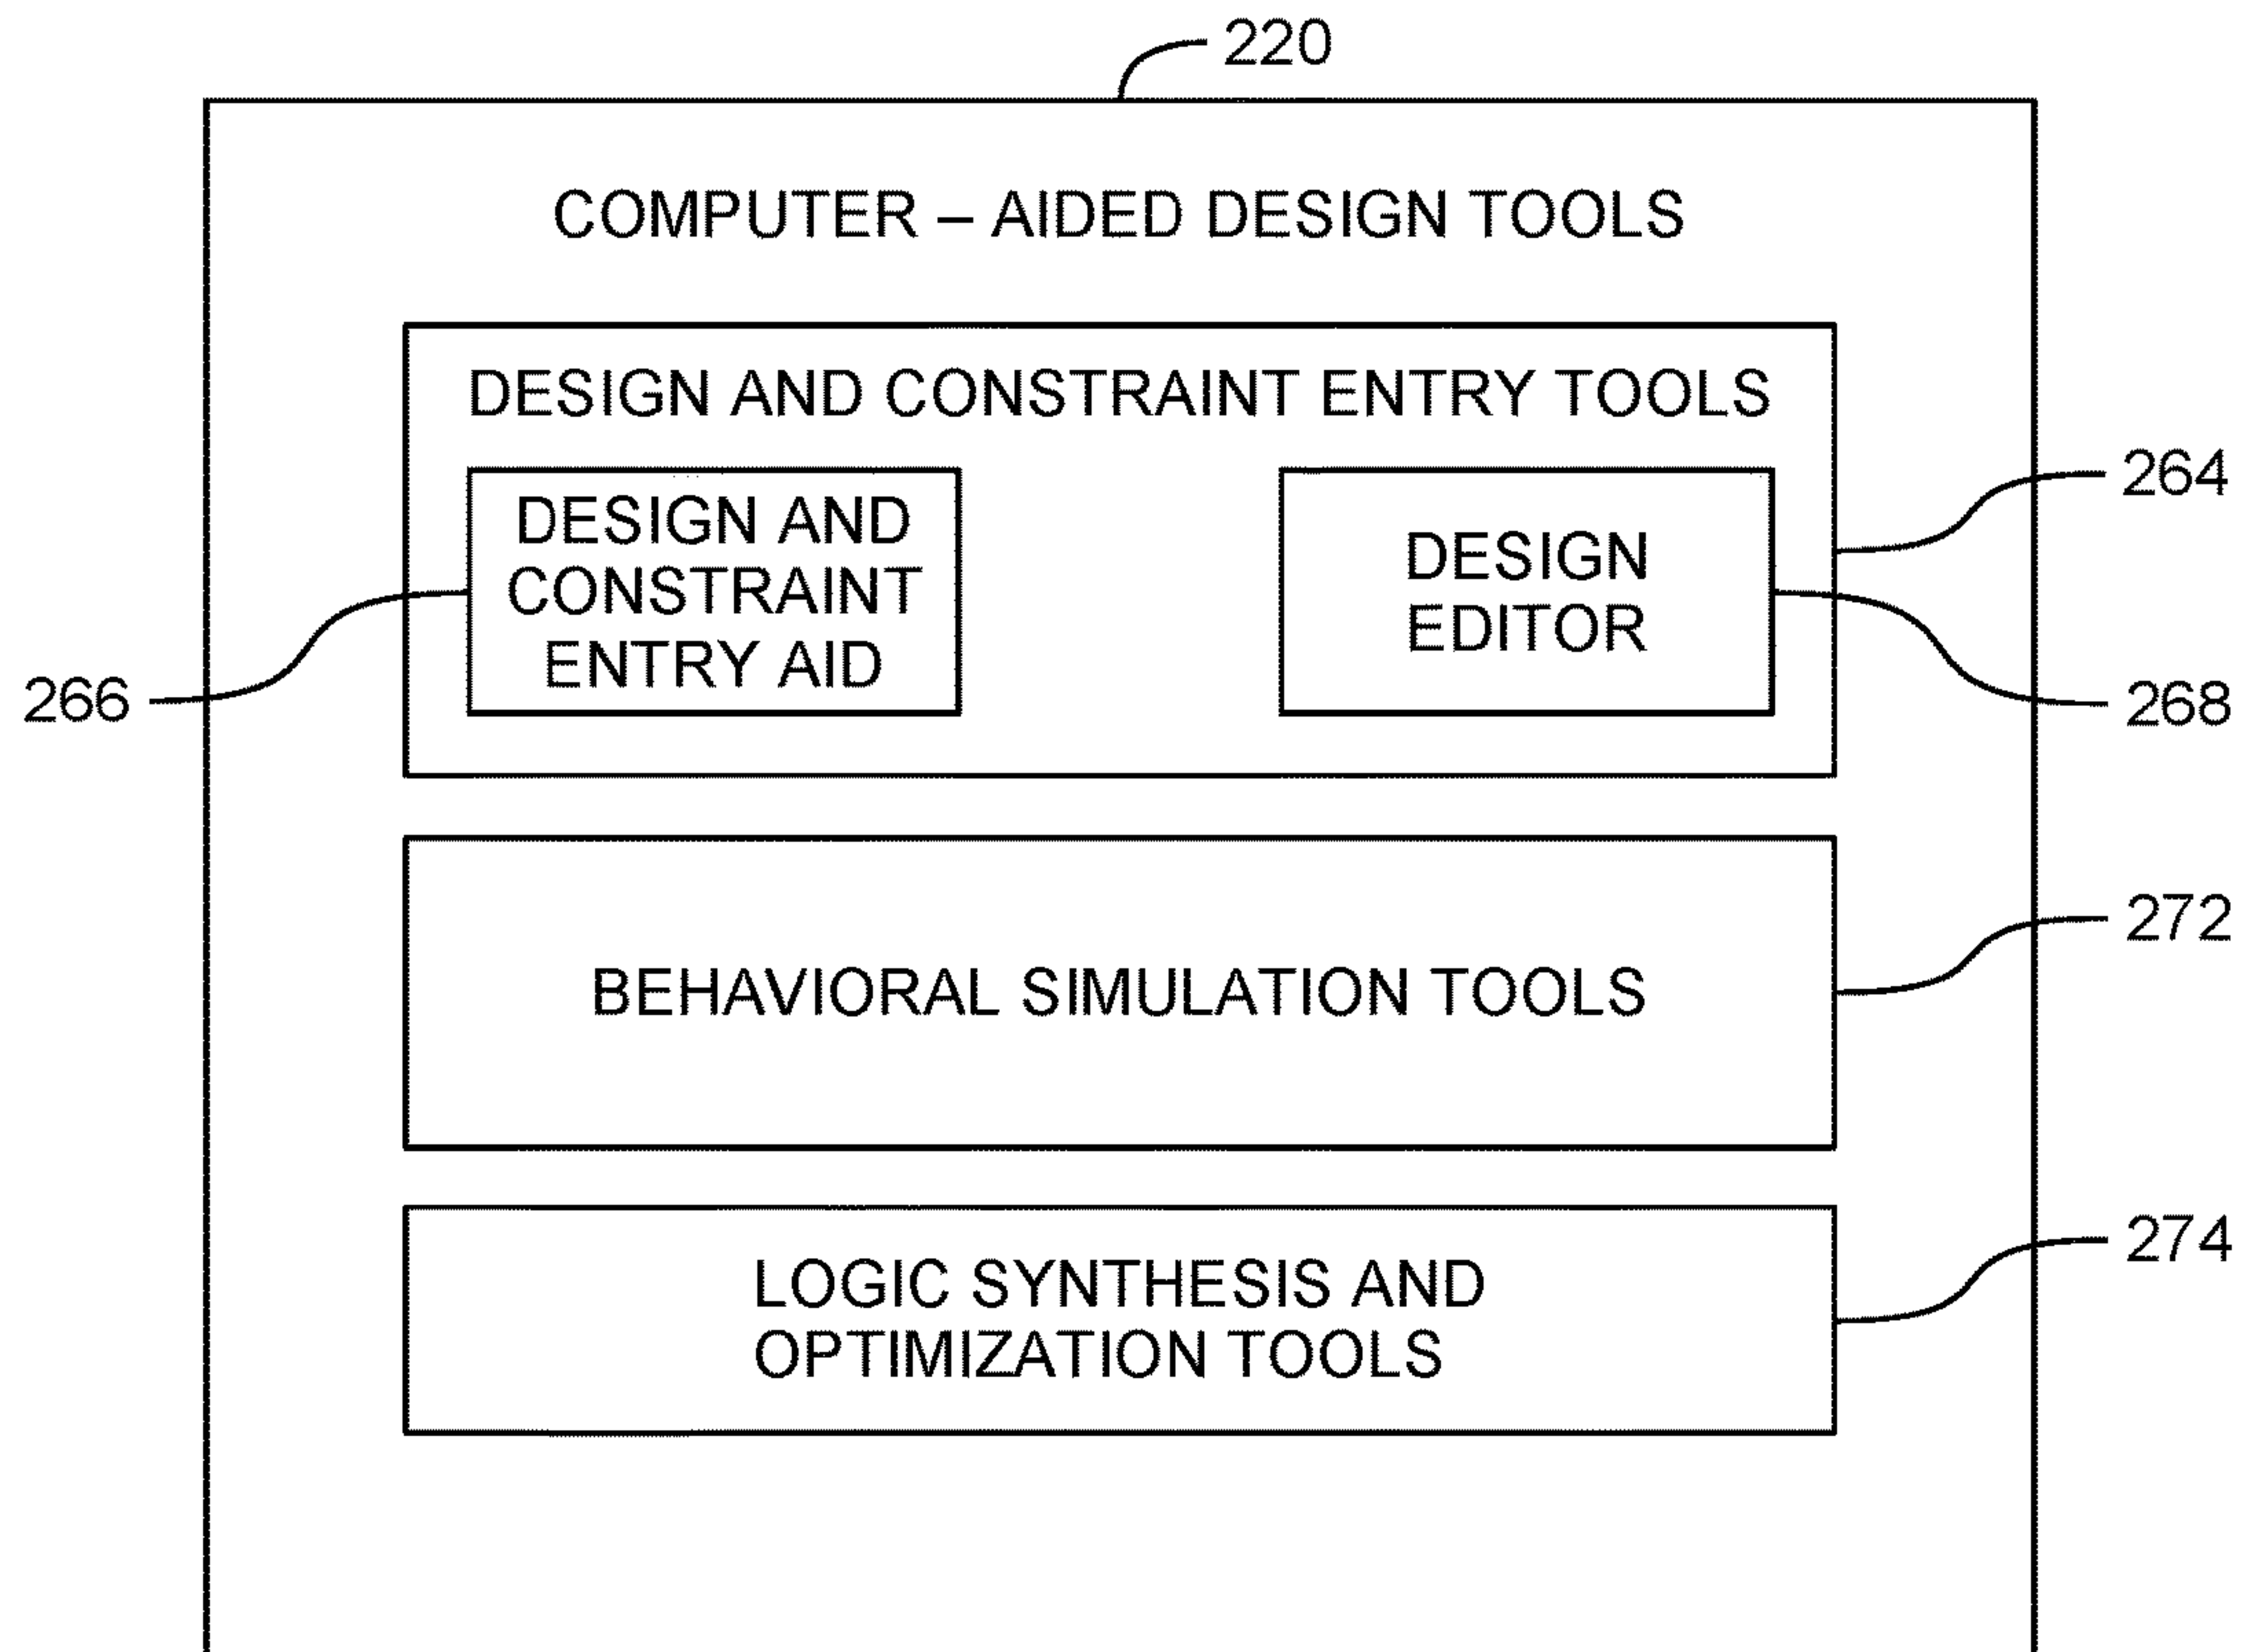 220
COMPUTER – AIDED DESIGN TOOLS
DESIGN AND CONSTRAINT ENTRY TOOLS
DESIGN AND
CONSTRAINT
ENTRY AID
DESIGN
EDITOR
264
266
268
BEHAVIORAL SIMULATION TOOLS
272
LOGIC SYNTHESIS AND
OPTIMIZATION TOOLS
274